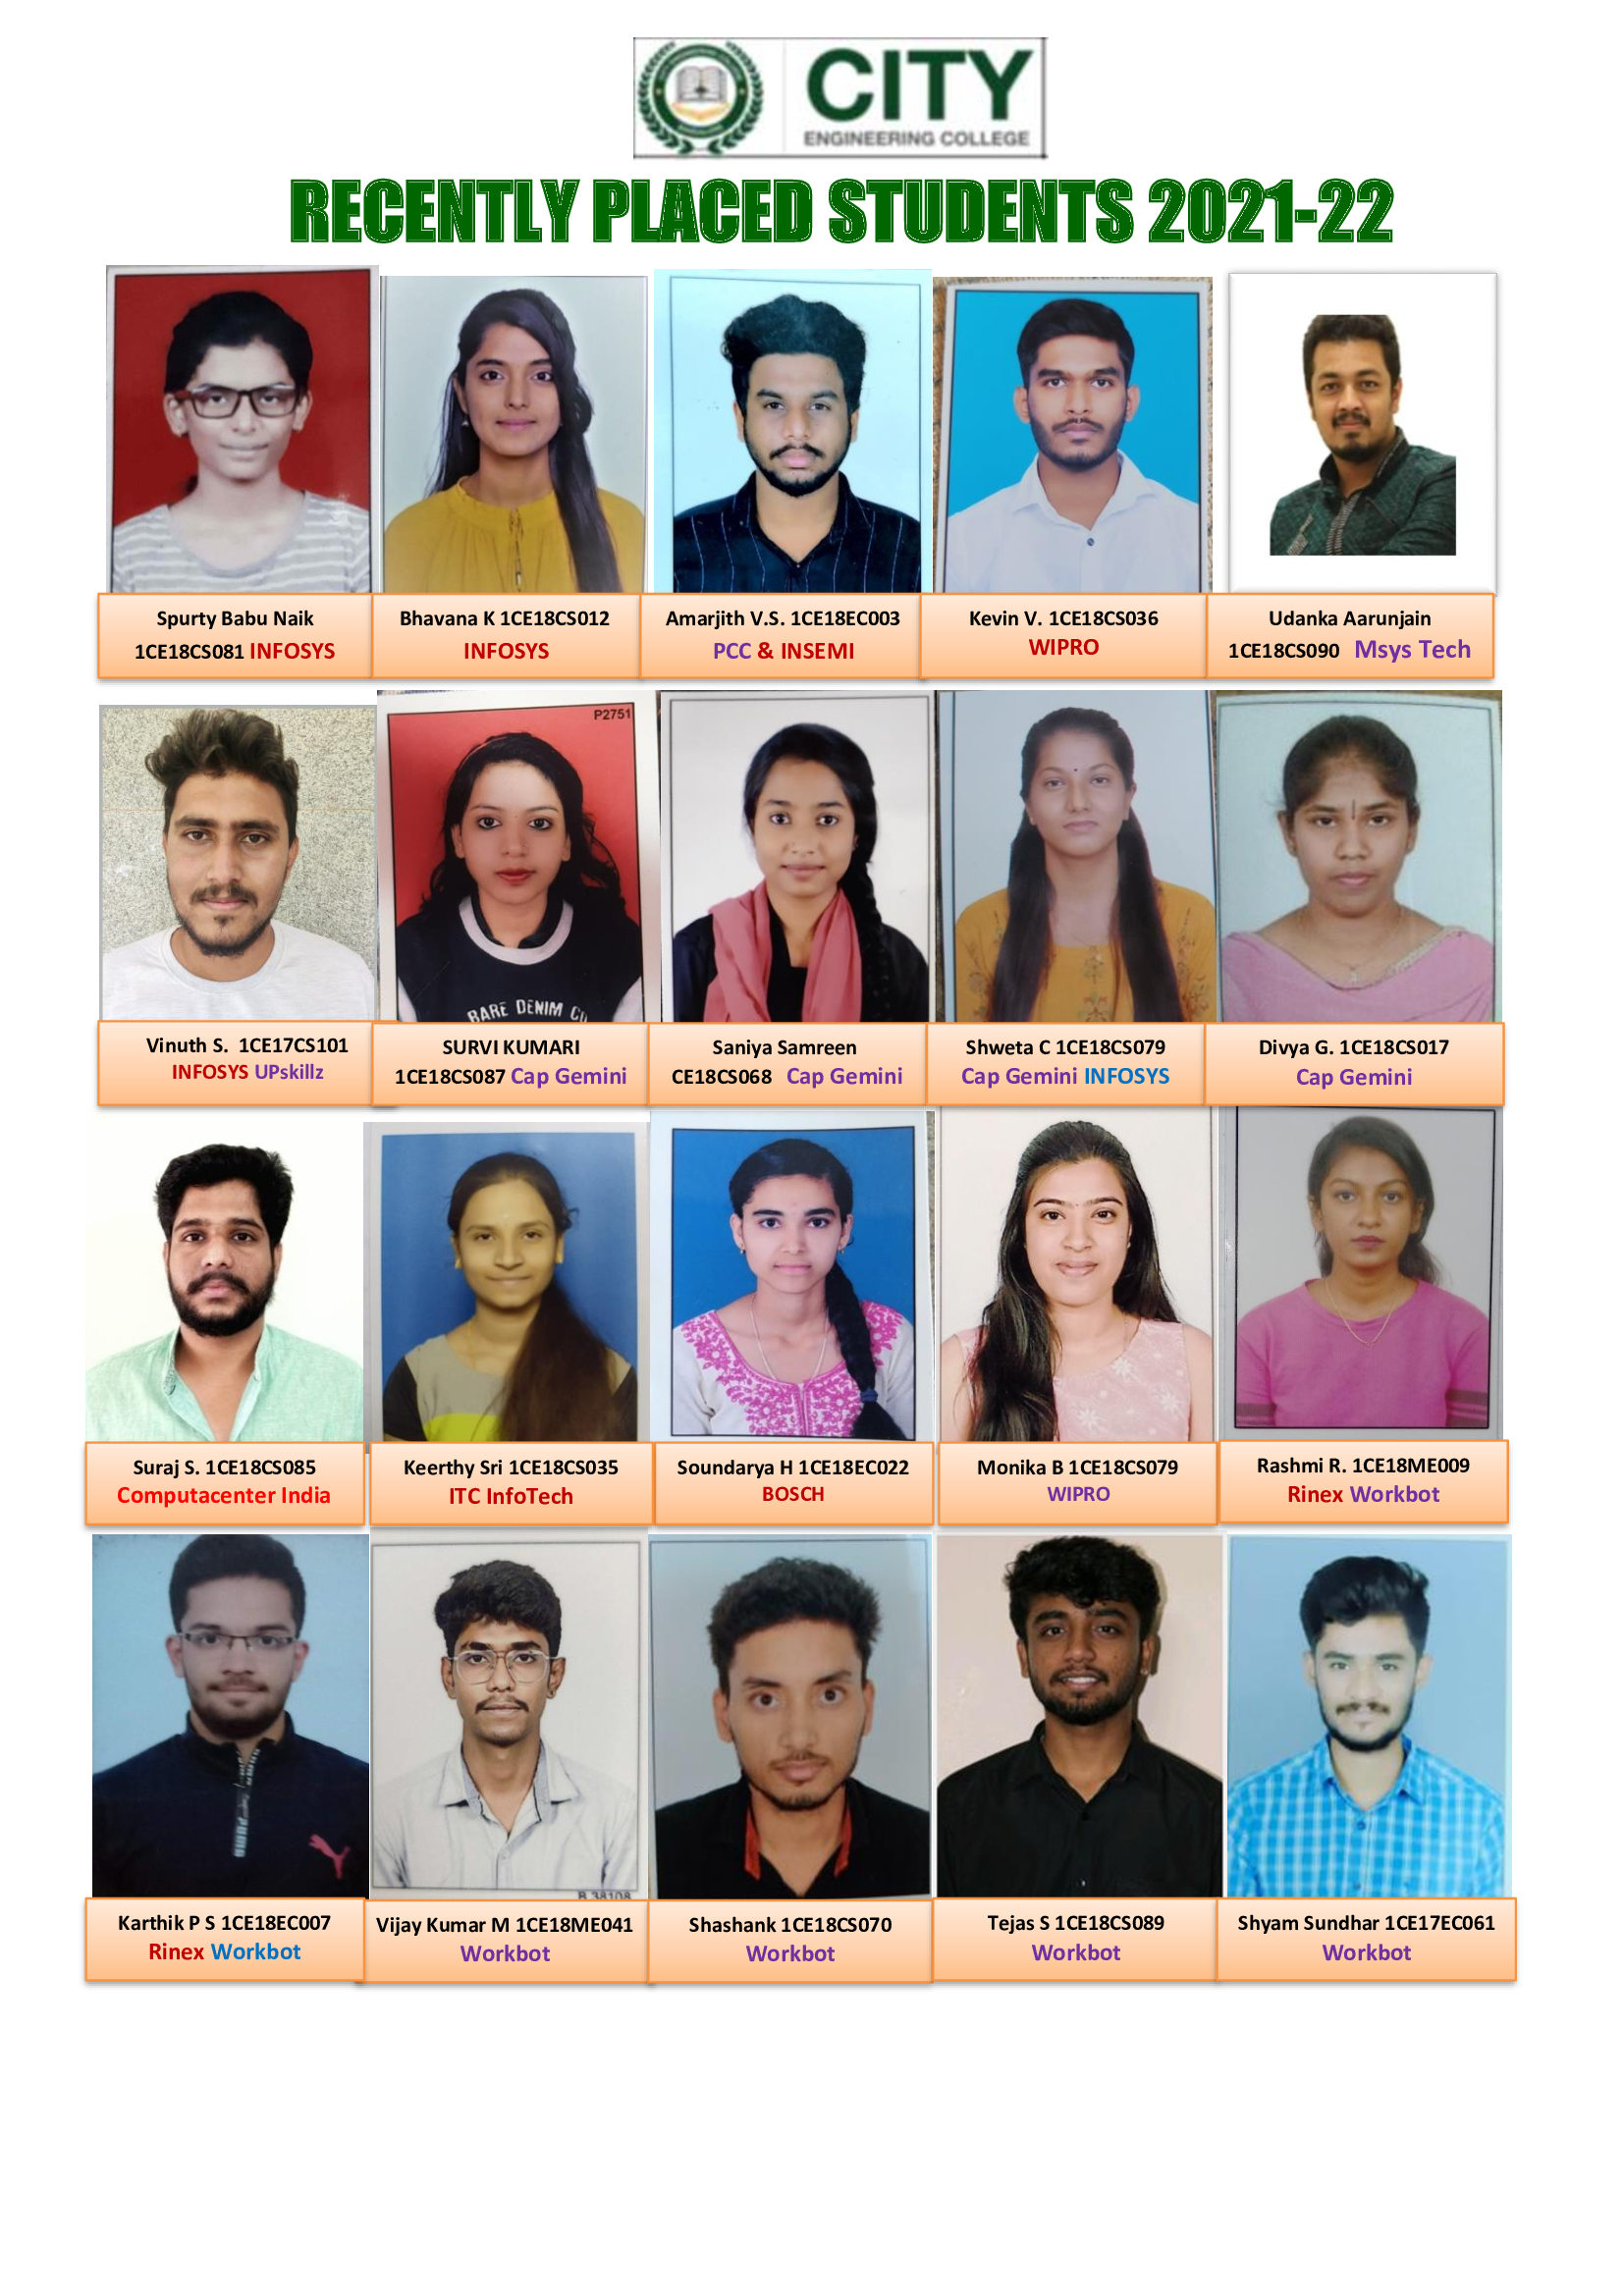 CITY
ENGINEERING COLLEGE
RECENTLY PLACED STUDENTS 2021-22
Spurty Babu Naik
1CE18CS081 INFOSYS
Bhavana K 1CE18CS012
INFOSYS
Amarjith V.S. 1CE18EC003
PCC & INSEMI
Kevin V. 1CE18CS036
WIPRO
Udanka Aarunjain
1CE18CS090 Msys Tech
P2751
BARE DENIM
Vinuth S. 1CE17CS101
INFOSYS UPskillz
SURVI KUMARI
1CE18CS087 Cap Gemini
Saniya Samreen
CE18CS068 Cap Gemini
Shweta C 1CE18CS079
Cap Gemini INFOSYS
Divya G. 1CE18CS017
Cap Gemini
Suraj S. 1CE18CS085
Computacenter India
Keerthy Sri 1CE18CS035
ITC InfoTech
Soundarya H 1CE18EC022
BOSCH
Monika B 1CE18CS079
WIPRO
Rashmi R. 1CE18ME009
Rinex Workbot
PUMA
B 38108
Karthik P S 1CE18EC007
Rinex Workbot
Vijay Kumar M 1CE18ME041
Workbot
Shashank 1CE18CS070
Workbot
Tejas S 1CE18CS089
Workbot
Shyam Sundhar 1CE17EC061
Workbot